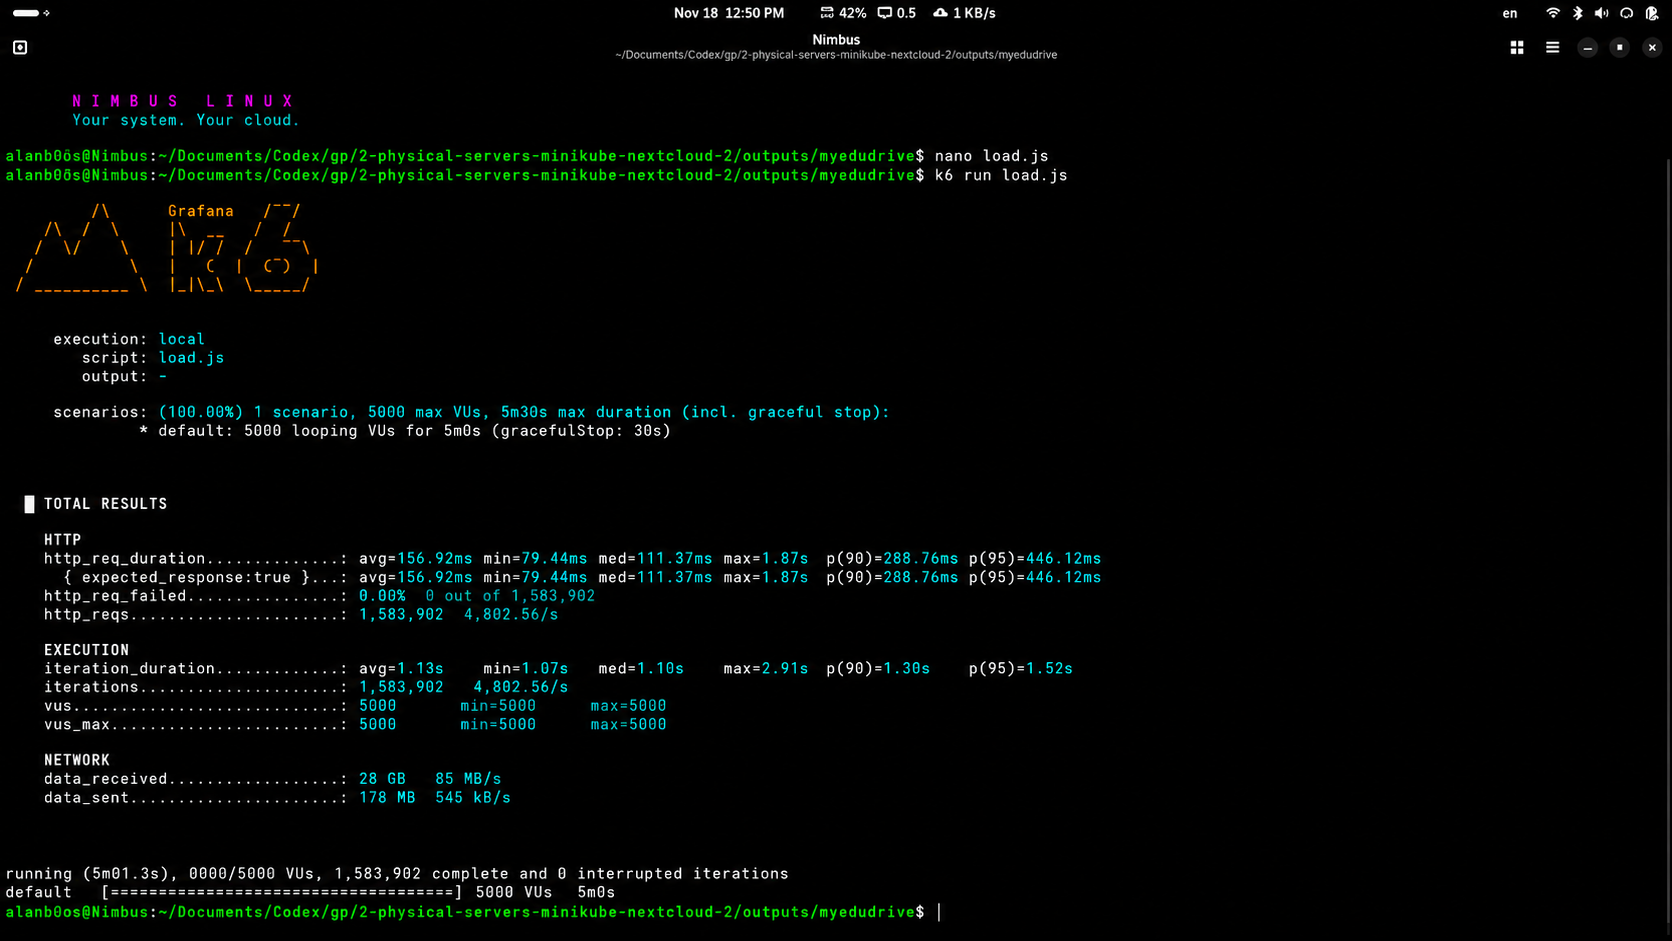 Nov 18 12:50 PM 42% 0.5 1 KB/s en
Nimbus
~/Documents/Codex/gp/2-physical-servers-minikube-nextcloud-2/outputs/myedudrive
N I M B U S L I N U X
Your system. Your cloud.
alanb0ôs@Nimbus:~/Documents/Codex/gp/2-physical-servers-minikube-nextcloud-2/outputs/myedudrive$ nano load.js
alanb0ôs@Nimbus:~/Documents/Codex/gp/2-physical-servers-minikube-nextcloud-2/outputs/myedudrive$ k6 run load.js
         /\      Grafana   /‾‾/
    /\  /  \     |\  __   /  /
   /  \/    \    | |/ /  /   ‾‾\
  /          \   |   (  |  (‾)  |
 / __________ \  |_|\_\  \_____/
execution: local
script: load.js
output: -
scenarios: (100.00%) 1 scenario, 5000 max VUs, 5m30s max duration (incl. graceful stop):
* default: 5000 looping VUs for 5m0s (gracefulStop: 30s)
█ TOTAL RESULTS
HTTP
http_req_duration..............: avg=156.92ms min=79.44ms med=111.37ms max=1.87s p(90)=288.76ms p(95)=446.12ms
{ expected_response:true }...: avg=156.92ms min=79.44ms med=111.37ms max=1.87s p(90)=288.76ms p(95)=446.12ms
http_req_failed................: 0.00% 0 out of 1,583,902
http_reqs......................: 1,583,902 4,802.56/s
EXECUTION
iteration_duration.............: avg=1.13s min=1.07s med=1.10s max=2.91s p(90)=1.30s p(95)=1.52s
iterations.....................: 1,583,902 4,802.56/s
vus............................: 5000 min=5000 max=5000
vus_max........................: 5000 min=5000 max=5000
NETWORK
data_received..................: 28 GB 85 MB/s
data_sent......................: 178 MB 545 kB/s
running (5m01.3s), 0000/5000 VUs, 1,583,902 complete and 0 interrupted iterations
default [====================================] 5000 VUs 5m0s
alanb0os@Nimbus:~/Documents/Codex/gp/2-physical-servers-minikube-nextcloud-2/outputs/myedudrive$